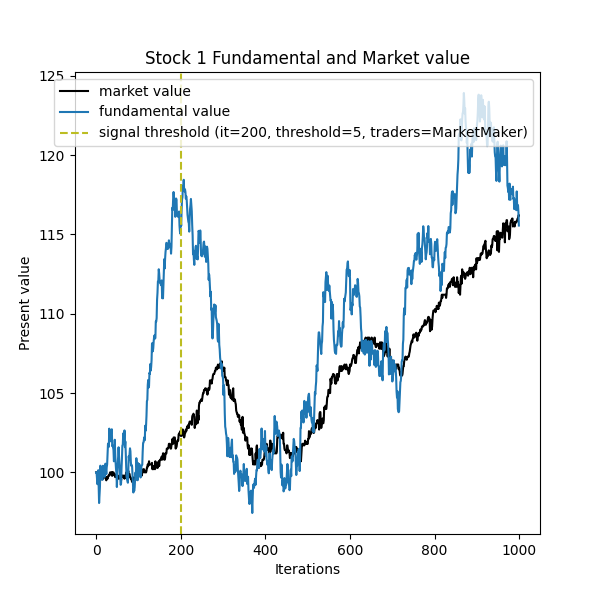 Stock 1 Fundamental and Market value
market value
fundamental value
signal threshold (it=200, threshold=5, traders=MarketMaker)
125
120
115
110
105
100
Present value
0 200 400 600 800 1000
Iterations